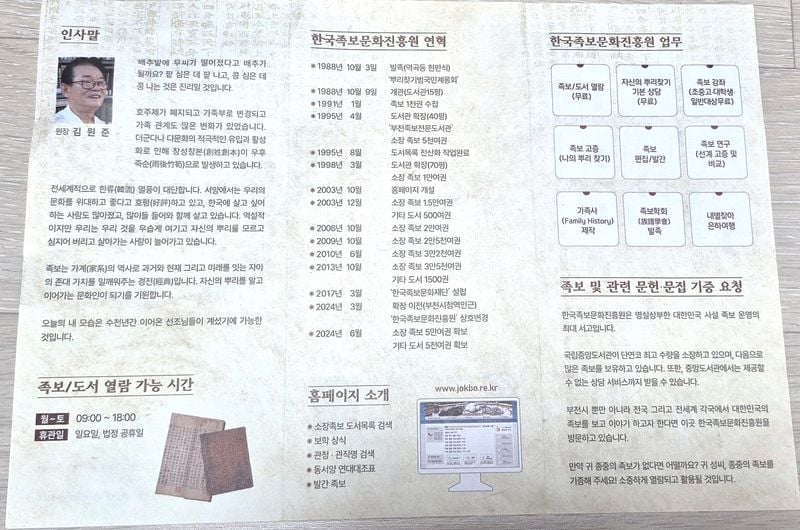 인사말
배추밭에 무씨가 떨어졌다고 배추가
될까요? 팥 심은 데 팥 나고, 콩 심은 데
콩 나는 것은 진리일 것입니다.
호주제가 폐지되고 가족부로 변경되고
가족 관계도 많은 변화가 있었습니다.
더군다나 다문화의 적극적인 유입과 활성
화로 인해 장성창본(創姓創本)이 우후
죽순(雨後竹筍)으로 발생하고 있습니다.
원장 김 원 준
전세계적으로 한류(韓流) 열풍이 대단합니다. 서양에서는 우리의
문화를 위대하고 좋다고 호평(好評)하고 있고, 한국에 살고 싶어
하는 사람도 많아졌고, 많이들 들어와 함께 살고 있습니다. 역설적
이지만 우리는 우리 것을 우습게 여기고 자신의 뿌리를 모르고
심지어 버리고 살아가는 사람이 늘어가고 있습니다.
족보는 가계(家系)의 역사로 과거와 현재 그리고 미래를 잇는 자아
의 존대 가치를 일깨워주는 경전(經典)입니다. 자신의 뿌리를 알고
이어가는 문화인이 되기를 기원합니다.
오늘의 내 모습은 수천년간 이어온 선조님들이 계셨기에 가능한
것입니다.
족보/도서 열람 가능 시간
월~토 09:00 ~ 18:00
휴관일 일요일, 법정 공휴일
한국족보문화진흥원 연혁
※1988년 10월 3일 발족(덕곡동 현판식)
'뿌리찾기범국민계몽회'
※1988년 10월 9일 개관(도서관15평)
※1991년 1월 족보 1천권 수집
※1995년 4월 도서관 확장(40평)
'부천족보전문도서관'
소장 족보 5천여권
※1995년 8월 도서목록 전산화 작업완료
※1998년 3월 도서관 확장(70평)
소장 족보 1만여권
※2003년 10월 홈페이지 개설
※2003년 12월 소장 족보 1.5만여권
기타 도서 500여권
※2006년 10월 소장 족보 2만여권
※2009년 10월 소장 족보 2만5천여권
※2010년 6월 소장 족보 3만2천여권
※2013년 10월 소장 족보 3만5천여권
기타 도서 1500권
※2017년 3월 '한국족보문화재단' 설립
※2024년 3월 확장 이전(부천시청역인근)
'한국족보문화진흥원' 상호변경
※2024년 6월 소장 족보 5만여권 확보
기타 도서 5천여권 확보
홈페이지 소개
www.jokbo.re.kr
※소장족보 도서목록 검색
※보학 상식
※관청·관직명 검색
※동서양 연대대조표
※발간 족보
한국족보문화진흥원 업무
족보/도서 열람
(무료)
자신의 뿌리찾기
기본 상담
(무료)
족보 강좌
(초중고·대학생·
일반대상무료)
족보 고증
(나의 뿌리 찾기)
족보
편집/발간
족보 연구
(선계 고증 및
비교)
가족사
(Family History)
제작
족보학회
(族譜學會)
발족
내별찾아
은하여행
족보 및 관련 문헌·문집 기증 요청
한국족보문화진흥원은 명실상부한 대한민국 사설 족보 운영의
최대 서고입니다.
국립중앙도서관이 단연코 최고 수량을 소장하고 있으며, 다음으로
많은 족보를 보유하고 있습니다. 또한, 중앙도서관에서는 제공할
수 없는 상담 서비스까지 받을 수 있습니다.
부천시 뿐만 아니라 전국 그리고 전세계 각국에서 대한민국의
족보를 보고 이야기 하고자 한다면 이곳 한국족보문화진흥원을
방문하고 있습니다.
만약 귀 종중의 족보가 없다면 어떨까요? 귀 성씨, 종중의 족보를
기증해 주세요! 소중하게 열람되고 활용될 것입니다.